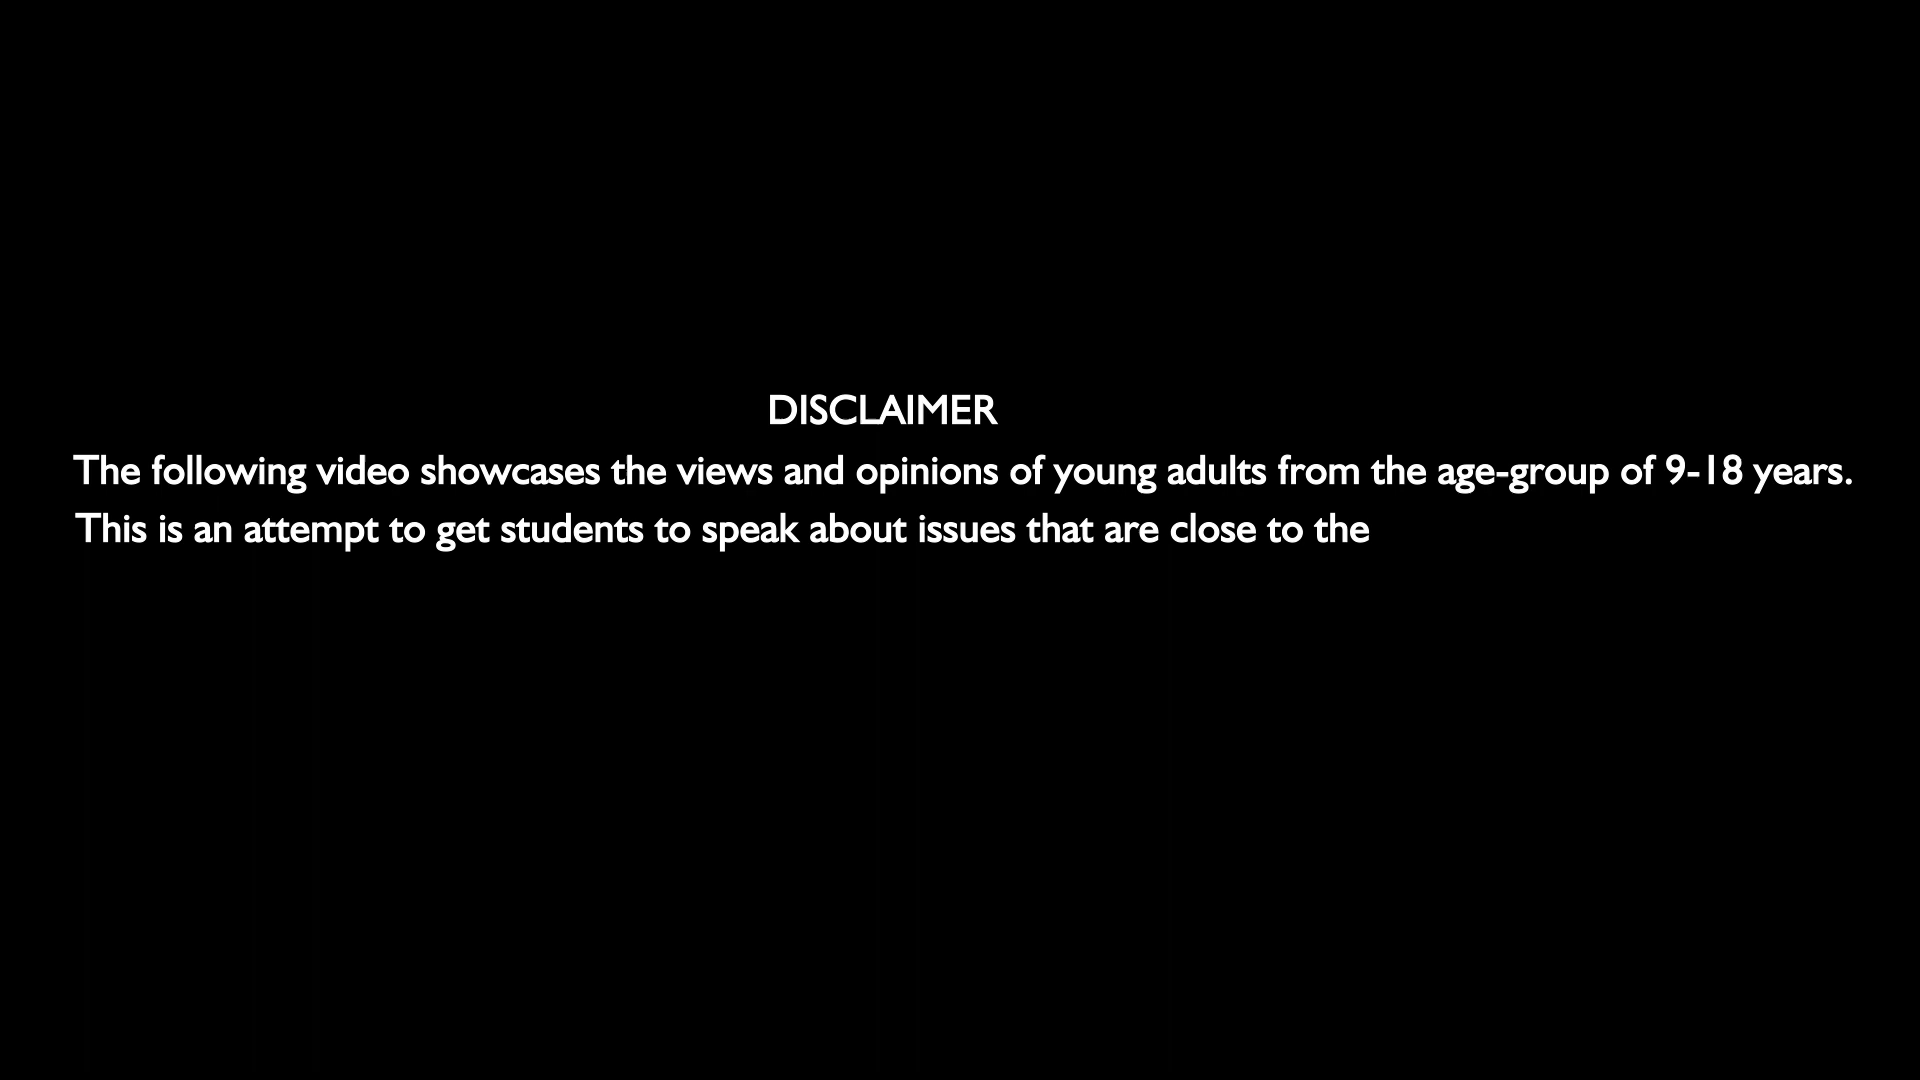 DISCLAIMER
The following video showcases the views and opinions of young adults from the age-group of 9-18 years.
This is an attempt to get students to speak about issues that are close to the